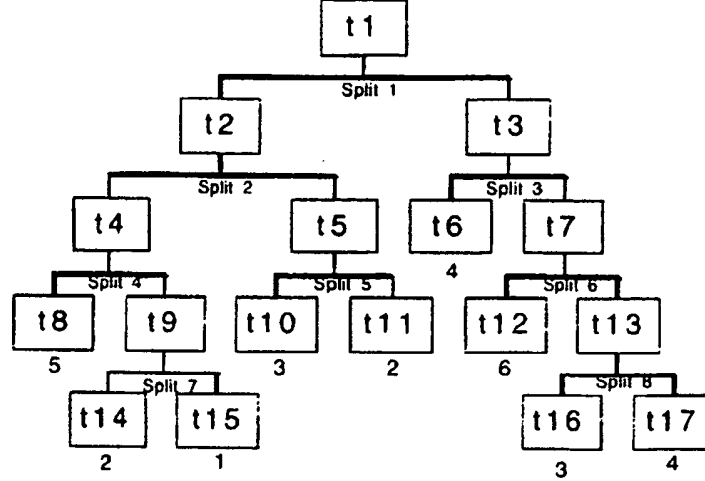 t1
Split 1
t2 t3
Split 2 Split 3
t4 t5 t6 t7
4
Split 4 Split 5 Split 6
t8 t9 t10 t11 t12 t13
5 3 2 6
Split 7 Split 8
t14 t15 t16 t17
2 1 3 4